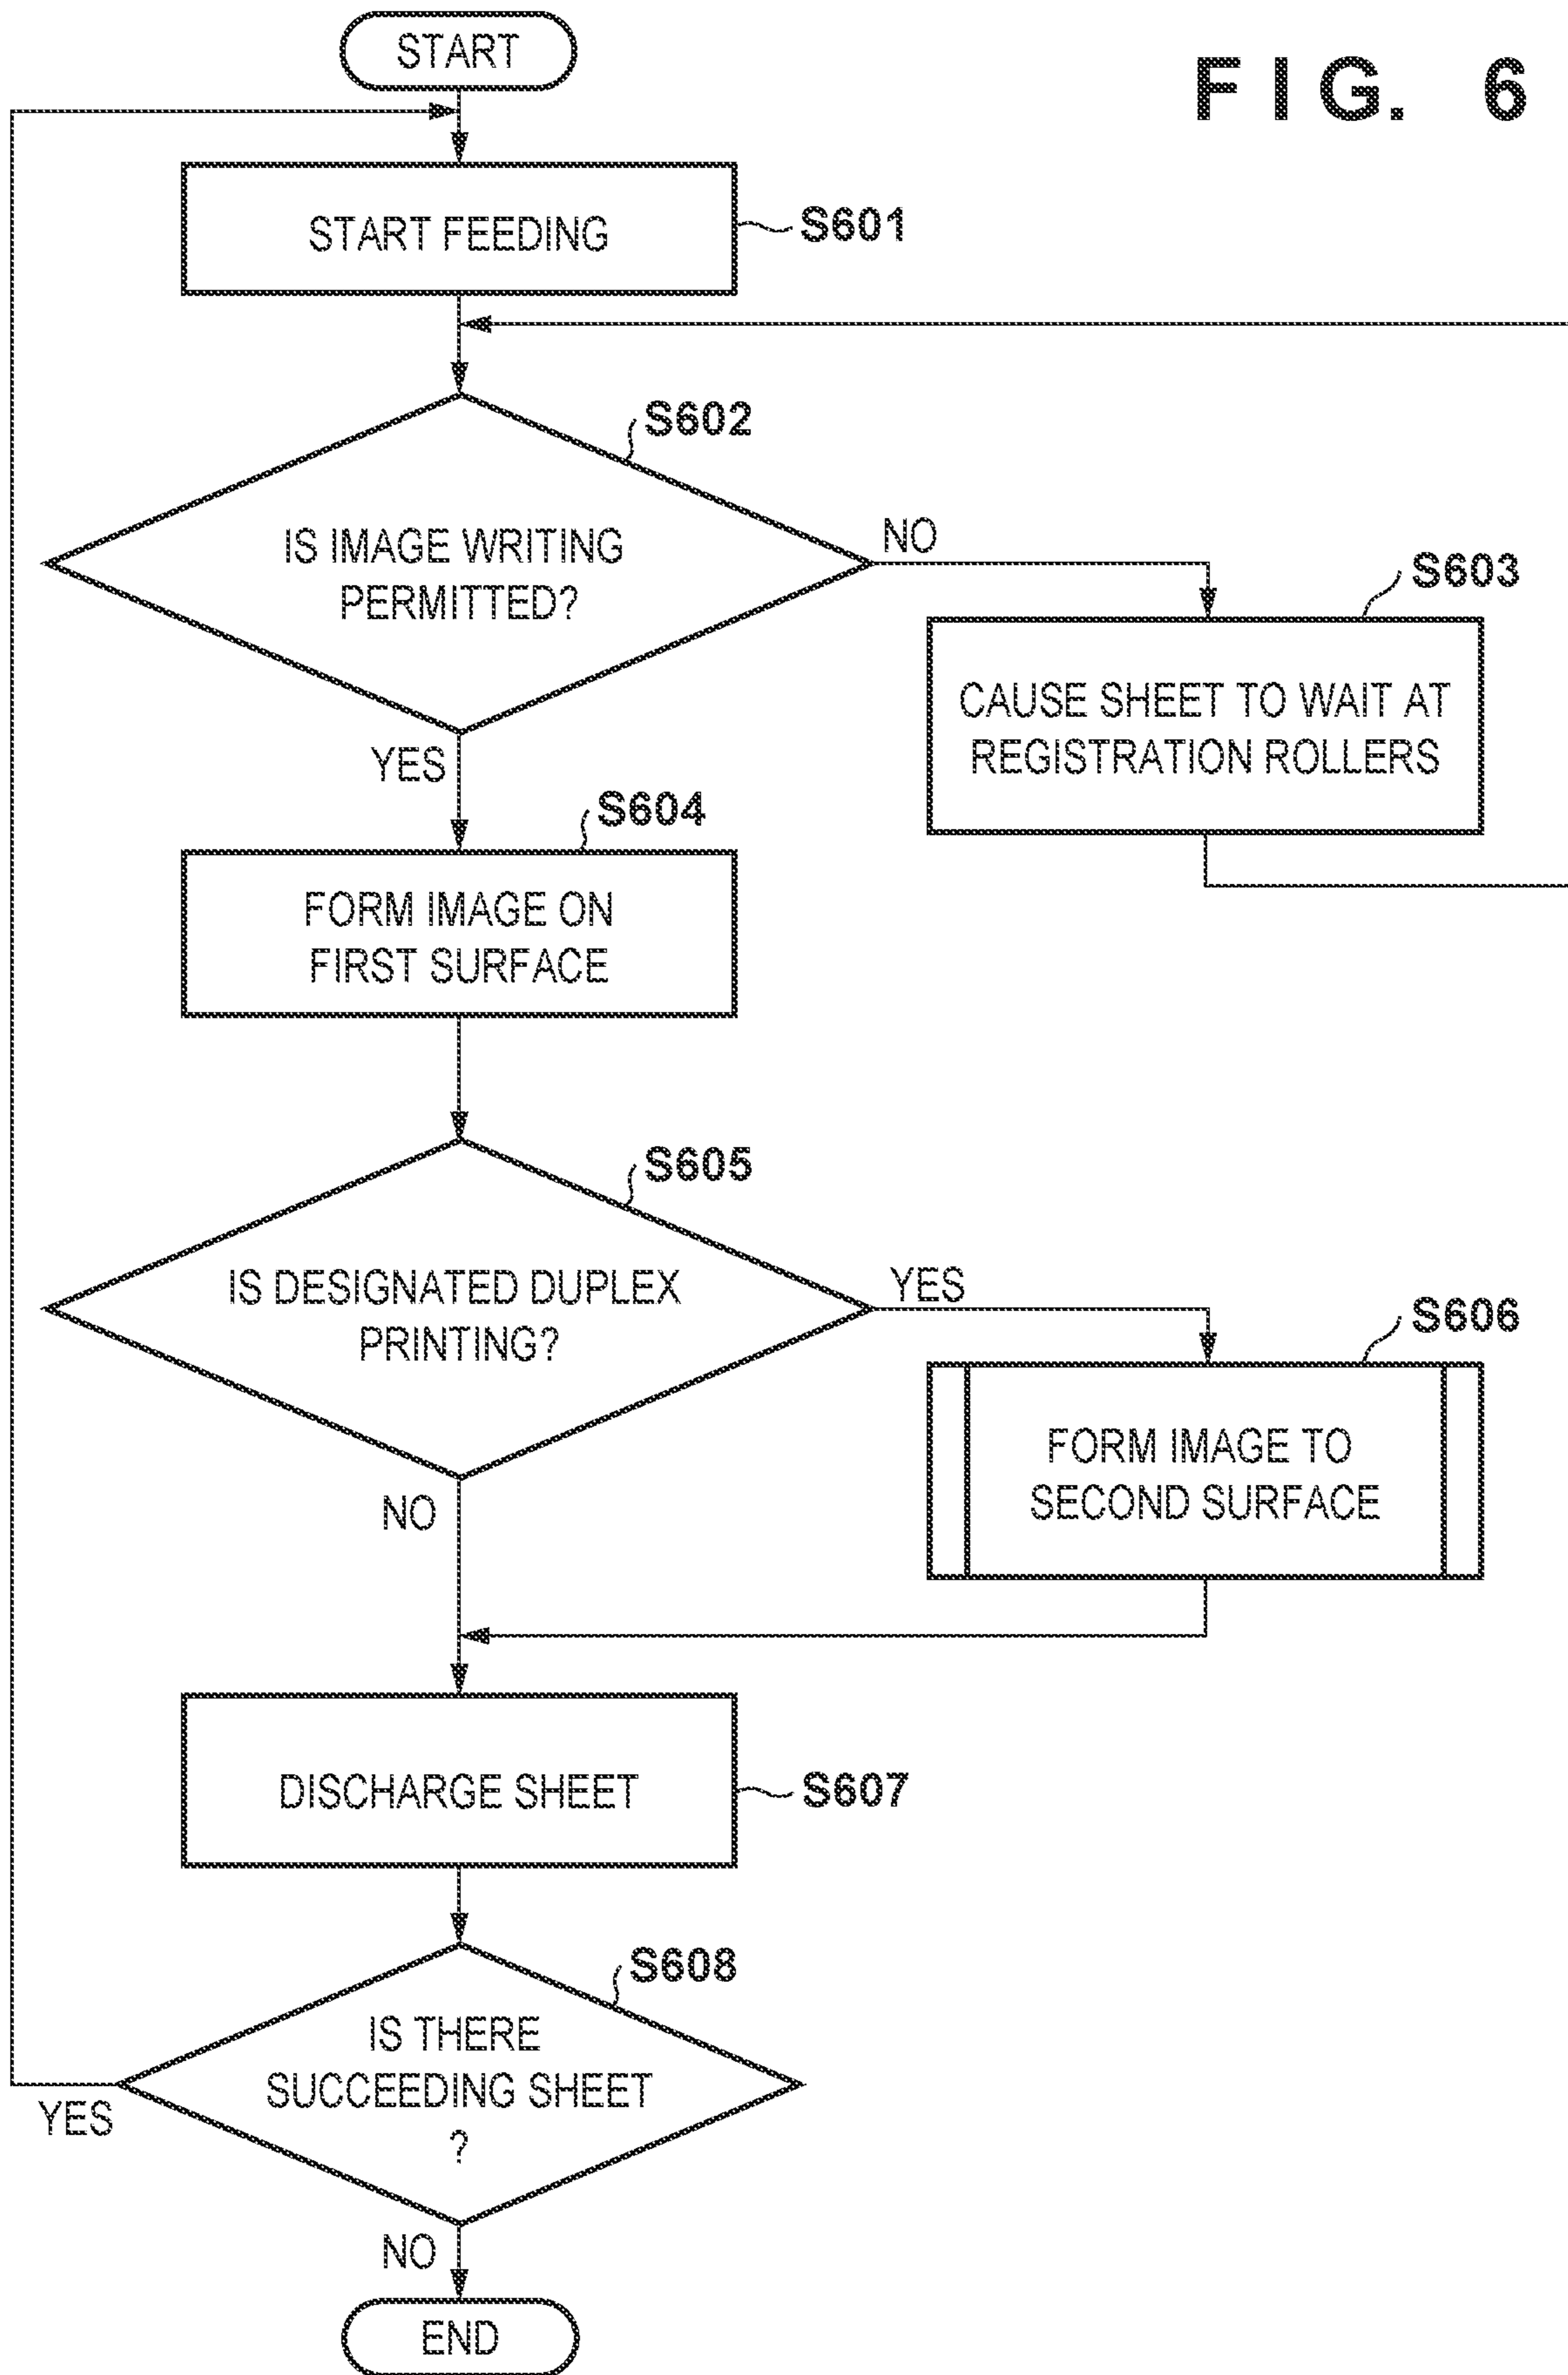 FIG. 6
START
START FEEDING
S601
S602
IS IMAGE WRITING
PERMITTED?
NO
YES
S603
CAUSE SHEET TO WAIT AT
REGISTRATION ROLLERS
S604
FORM IMAGE ON
FIRST SURFACE
S605
IS DESIGNATED DUPLEX
PRINTING?
YES
NO
S606
FORM IMAGE TO
SECOND SURFACE
DISCHARGE SHEET
S607
S608
IS THERE
SUCCEEDING SHEET
?
YES
NO
END